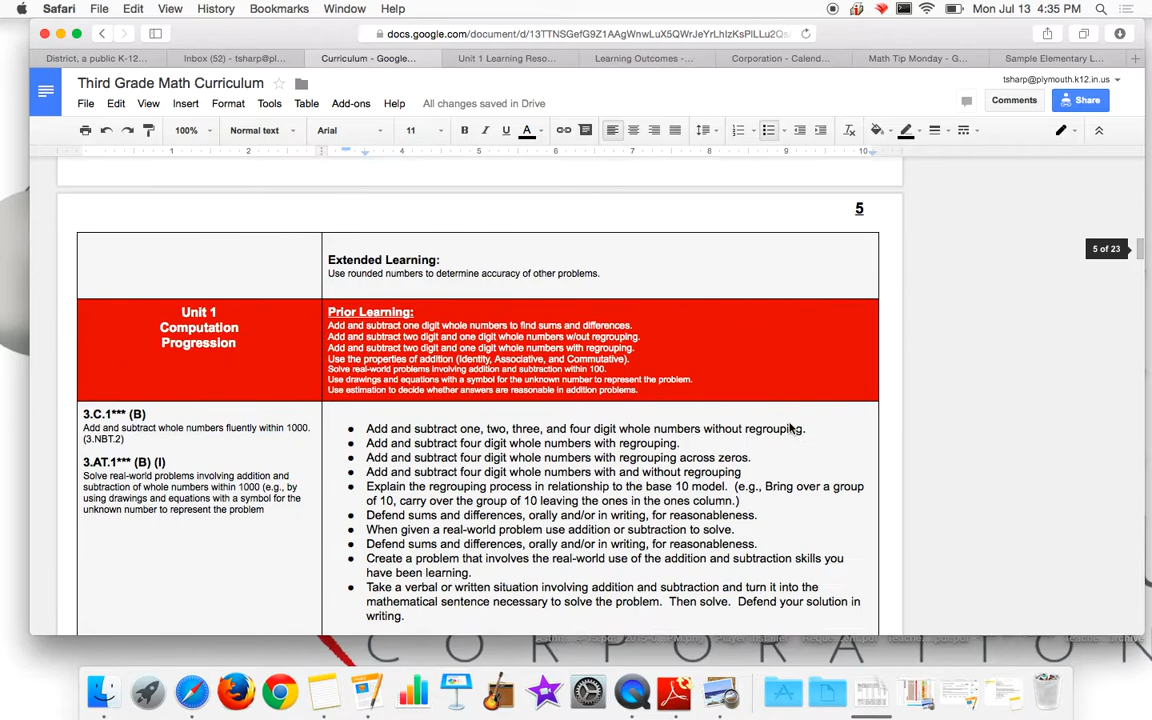 Safari File Edit View History Bookmarks Window Help Mon Jul 13 4:35 PM
docs.google.com/document/d/13TTNSGefG9Z1AAgWnwLuX5QWrJeYrLhIzKsPlLLu2Qs
District, a public K-12... Inbox (52) - tsharp@pl... Curriculum - Google... Unit 1 Learning Reso... Learning Outcomes -... Corporation - Calenda... Math Tip Monday - G... Sample Elementary L...
Third Grade Math Curriculum
tsharp@plymouth.k12.in.us
File Edit View Insert Format Tools Table Add-ons Help All changes saved in Drive
Comments Share
100% Normal text Arial 11 B I U A
1 2 4 5 6 7 8 9 10
5
5 of 23
Extended Learning:
Use rounded numbers to determine accuracy of other problems.
Unit 1
Computation
Progression
Prior Learning:
Add and subtract one digit whole numbers to find sums and differences.
Add and subtract two digit and one digit whole numbers w/out regrouping.
Add and subtract two digit and one digit whole numbers with regrouping.
Use the properties of addition (Identity, Associative, and Commutative).
Solve real-world problems involving addition and subtraction within 100.
Use drawings and equations with a symbol for the unknown number to represent the problem.
Use estimation to decide whether answers are reasonable in addition problems.
3.C.1*** (B)
Add and subtract whole numbers fluently within 1000.
(3.NBT.2)
3.AT.1*** (B) (I)
Solve real-world problems involving addition and
subtraction of whole numbers within 1000 (e.g., by
using drawings and equations with a symbol for the
unknown number to represent the problem
● Add and subtract one, two, three, and four digit whole numbers without regrouping.
● Add and subtract four digit whole numbers with regrouping.
● Add and subtract four digit whole numbers with regrouping across zeros.
● Add and subtract four digit whole numbers with and without regrouping
● Explain the regrouping process in relationship to the base 10 model. (e.g., Bring over a group
of 10, carry over the group of 10 leaving the ones in the ones column.)
● Defend sums and differences, orally and/or in writing, for reasonableness.
● When given a real-world problem use addition or subtraction to solve.
● Defend sums and differences, orally and/or in writing, for reasonableness.
● Create a problem that involves the real-world use of the addition and subtraction skills you
have been learning.
● Take a verbal or written situation involving addition and subtraction and turn it into the
mathematical sentence necessary to solve the problem. Then solve. Defend your solution in
writing.
CORPORATION